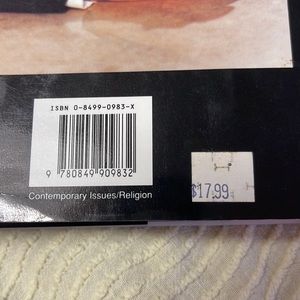 ISBN 0-8499-0983-X
9 780849 909832
Contemporary Issues/Religion
$17.99